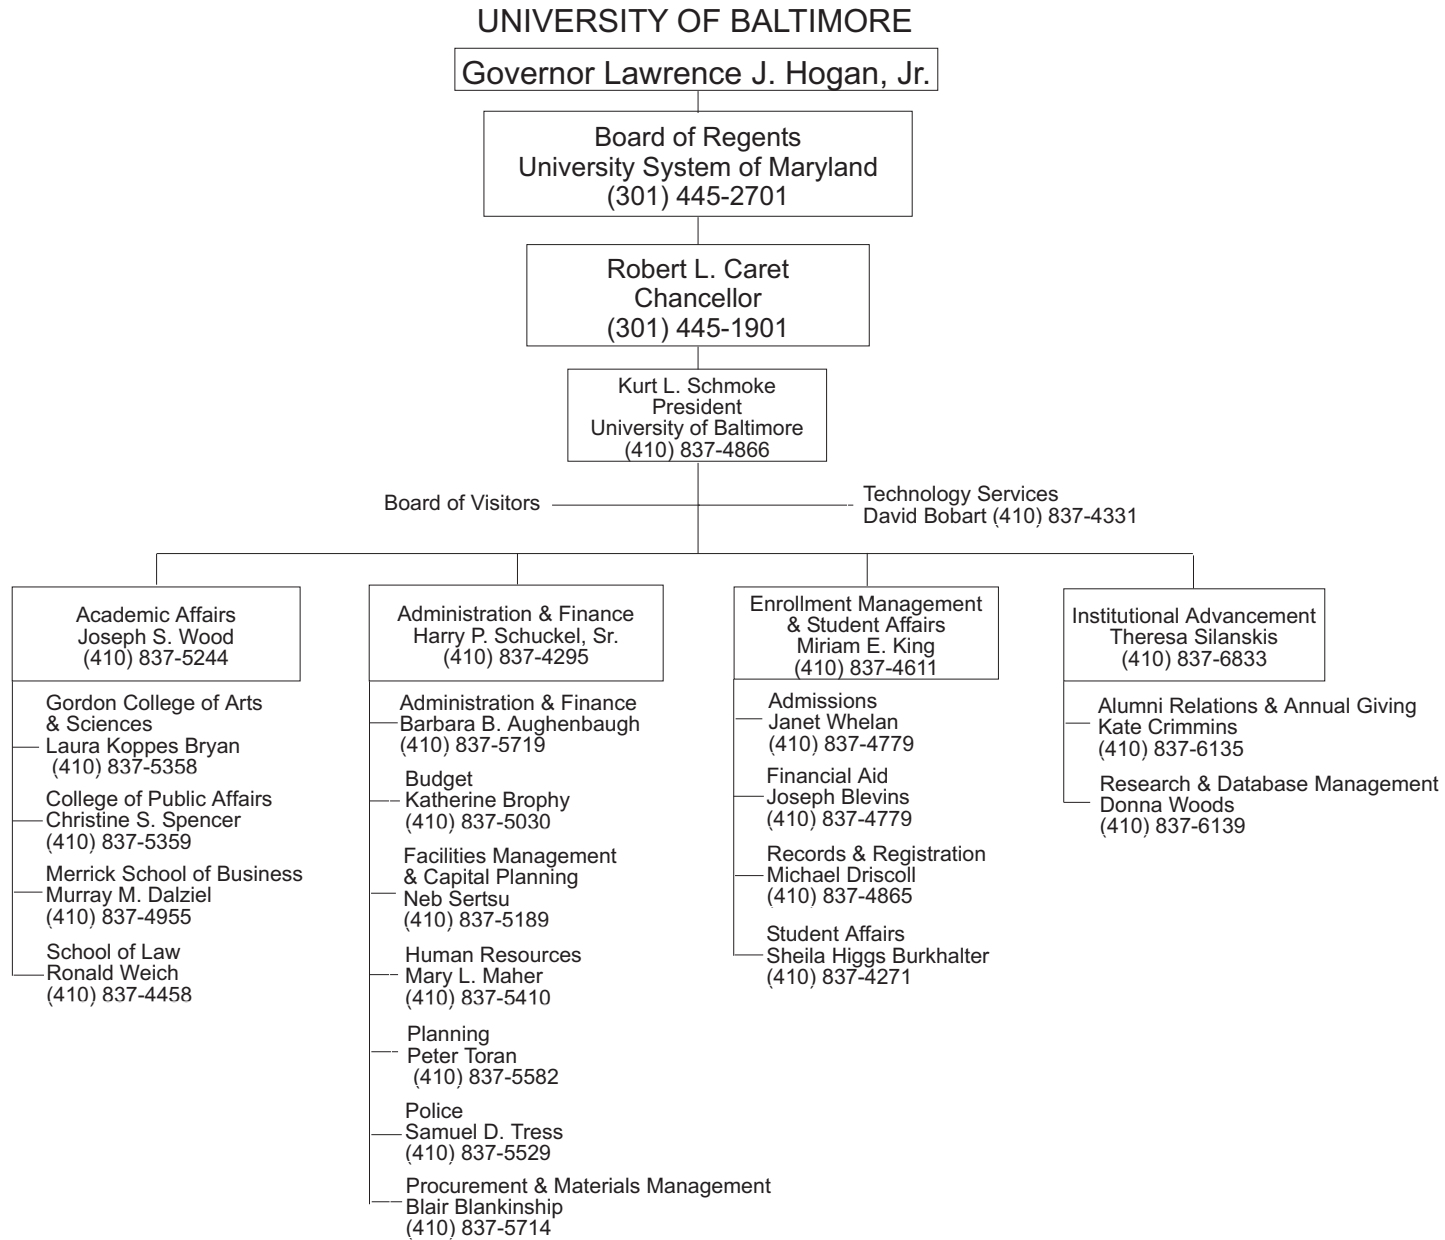 UNIVERSITY OF BALTIMORE
Governor Lawrence J. Hogan, Jr.
Board of Regents
University System of Maryland
(301) 445-2701
Robert L. Caret
Chancellor
(301) 445-1901
Kurt L. Schmoke
President
University of Baltimore
(410) 837-4866
Board of Visitors
Technology Services
David Bobart (410) 837-4331
Academic Affairs
Joseph S. Wood
(410) 837-5244
Gordon College of Arts
& Sciences
Laura Koppes Bryan
(410) 837-5358
College of Public Affairs
Christine S. Spencer
(410) 837-5359
Merrick School of Business
Murray M. Dalziel
(410) 837-4955
School of Law
Ronald Weich
(410) 837-4458
Administration & Finance
Harry P. Schuckel, Sr.
(410) 837-4295
Administration & Finance
Barbara B. Aughenbaugh
(410) 837-5719
Budget
Katherine Brophy
(410) 837-5030
Facilities Management
& Capital Planning
Neb Sertsu
(410) 837-5189
Human Resources
Mary L. Maher
(410) 837-5410
Planning
Peter Toran
(410) 837-5582
Police
Samuel D. Tress
(410) 837-5529
Procurement & Materials Management
Blair Blankinship
(410) 837-5714
Enrollment Management
& Student Affairs
Miriam E. King
(410) 837-4611
Admissions
Janet Whelan
(410) 837-4779
Financial Aid
Joseph Blevins
(410) 837-4779
Records & Registration
Michael Driscoll
(410) 837-4865
Student Affairs
Sheila Higgs Burkhalter
(410) 837-4271
Institutional Advancement
Theresa Silanskis
(410) 837-6833
Alumni Relations & Annual Giving
Kate Crimmins
(410) 837-6135
Research & Database Management
Donna Woods
(410) 837-6139